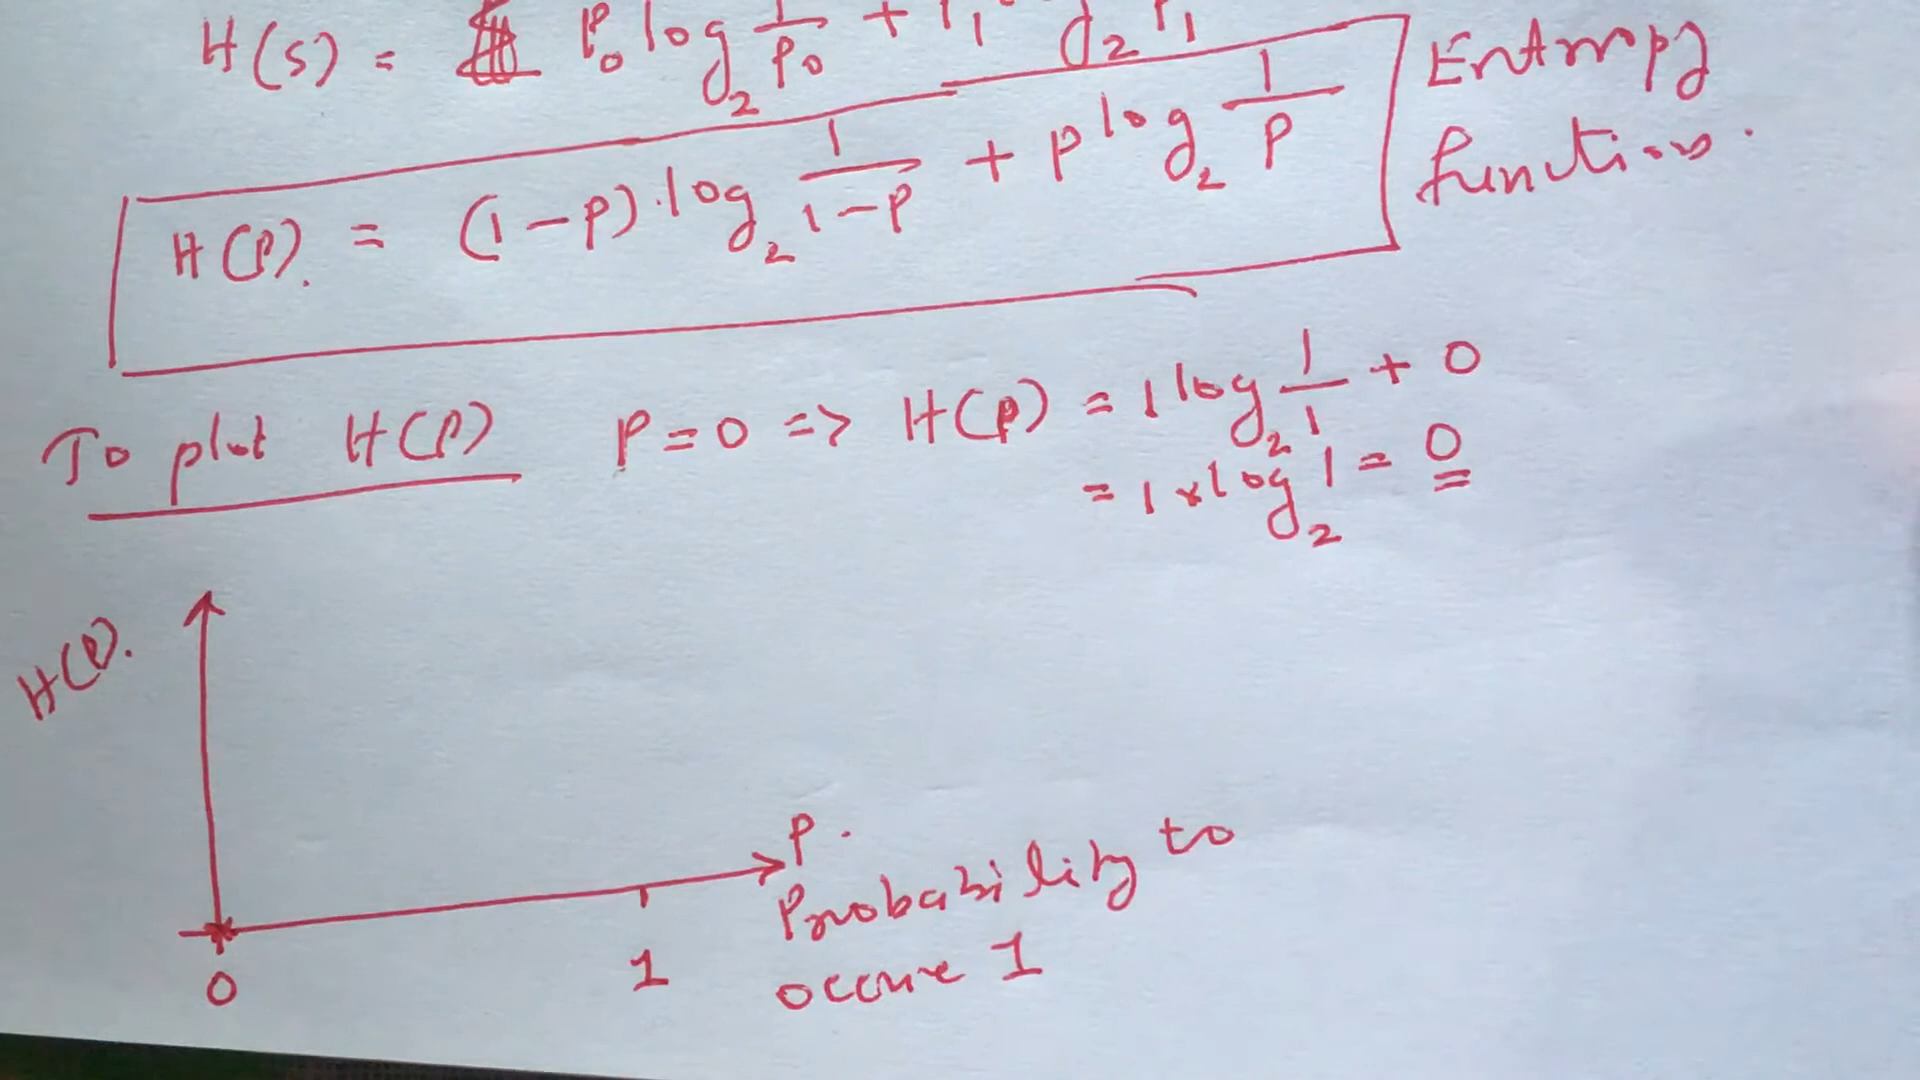 H(S) = P₀ log₂ 1/P₀ + P₁ log₂ 1/P₁
H(P). = (1-P).log₂ 1/1-P + P log₂ 1/P
Entropy
function.
To plot H(P) P=0 => H(P) = 1 log₂ 1/1 + 0
= 1 x log₂ 1 = 0
H(P).
P.
Probability to
occure 1
0 1